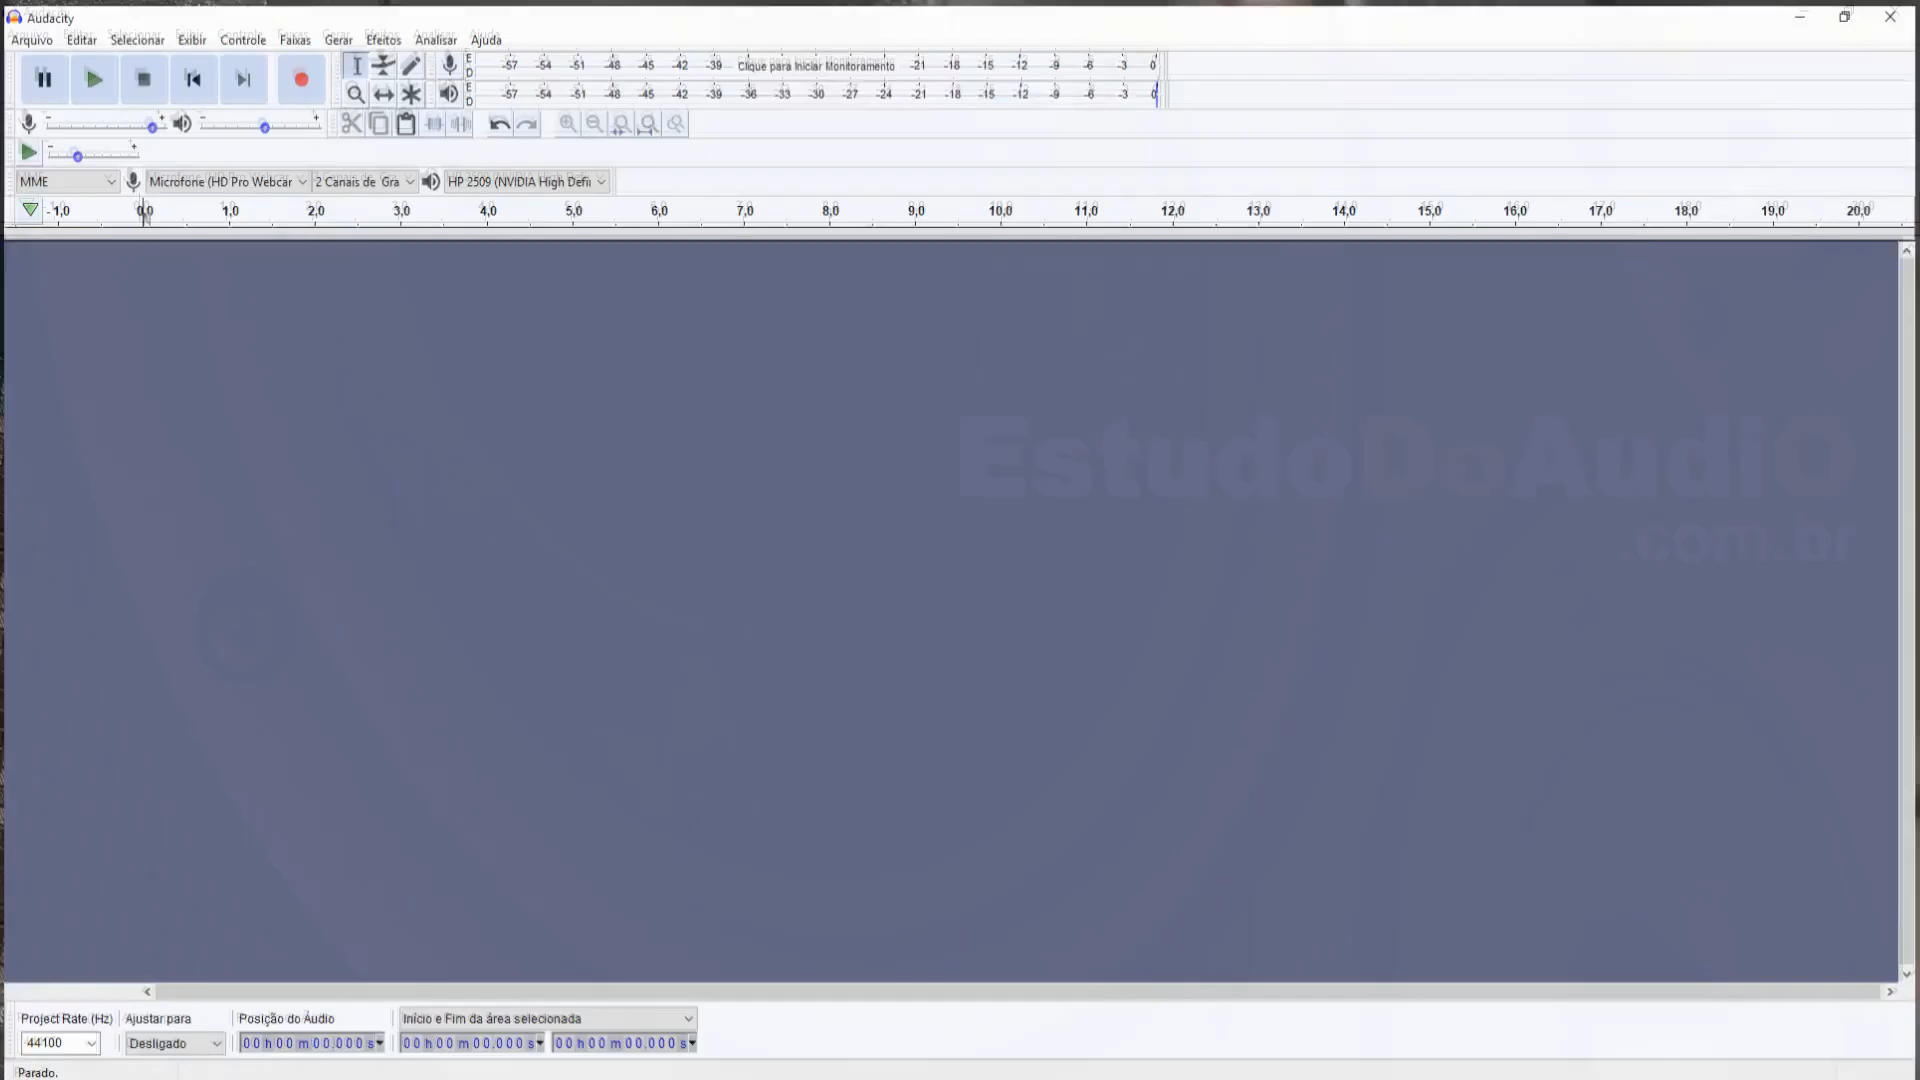 Audacity
Arquivo Editar Selecionar Exibir Controle Faixas Gerar Efeitos Analisar Ajuda
E D -57 -54 -51 -48 -45 -42 -39 Clique para Iniciar Monitoramento -21 -18 -15 -12 -9 -6 -3 0
E D -57 -54 -51 -48 -45 -42 -39 -36 -33 -30 -27 -24 -21 -18 -15 -12 -9 -6 -3 0
- + - +
- +
MME Microfone (HD Pro Webcar 2 Canais de Gra HP 2509 (NVIDIA High Defi
-1,0 0,0 1,0 2,0 3,0 4,0 5,0 6,0 7,0 8,0 9,0 10,0 11,0 12,0 13,0 14,0 15,0 16,0 17,0 18,0 19,0 20,0
EstudoDoAudiO
.com.br
Project Rate (Hz) Ajustar para Posição do Áudio Início e Fim da área selecionada
44100 Desligado 00 h 00 m 00.000 s 00 h 00 m 00.000 s 00 h 00 m 00.000 s
Parado.